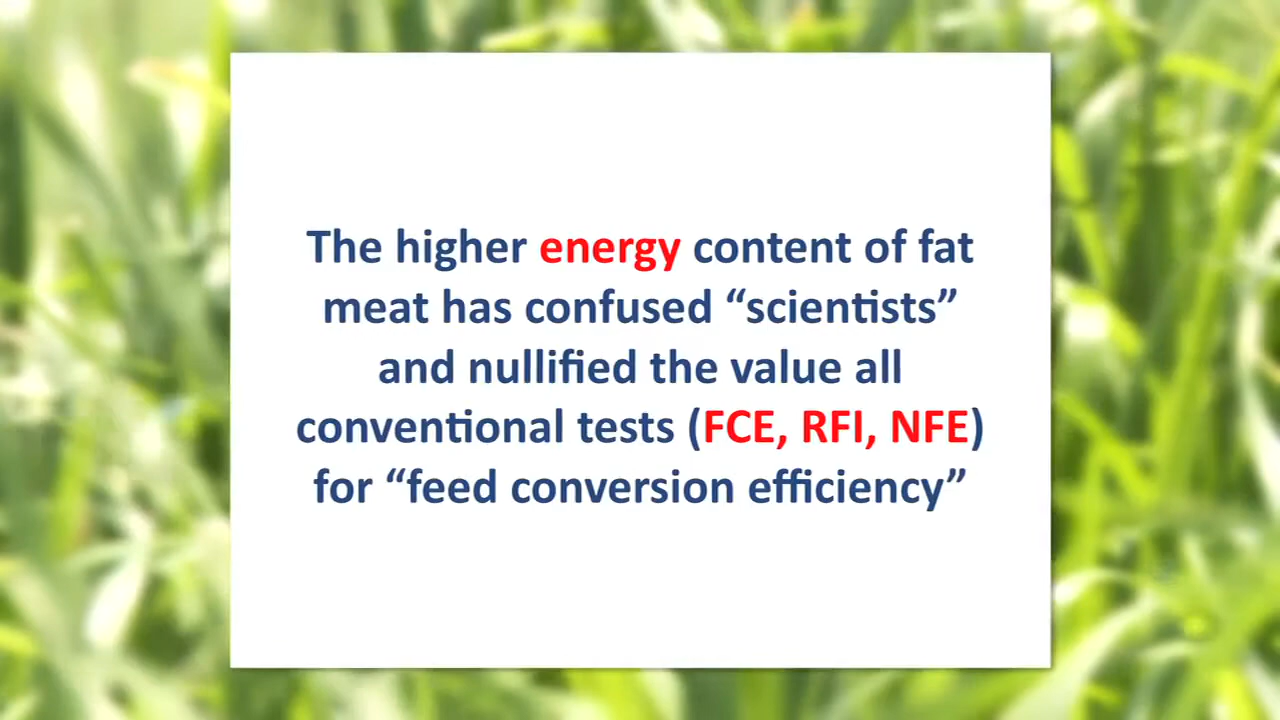 The higher energy content of fat
meat has confused “scientists”
and nullified the value all
conventional tests (FCE, RFI, NFE)
for “feed conversion efficiency”